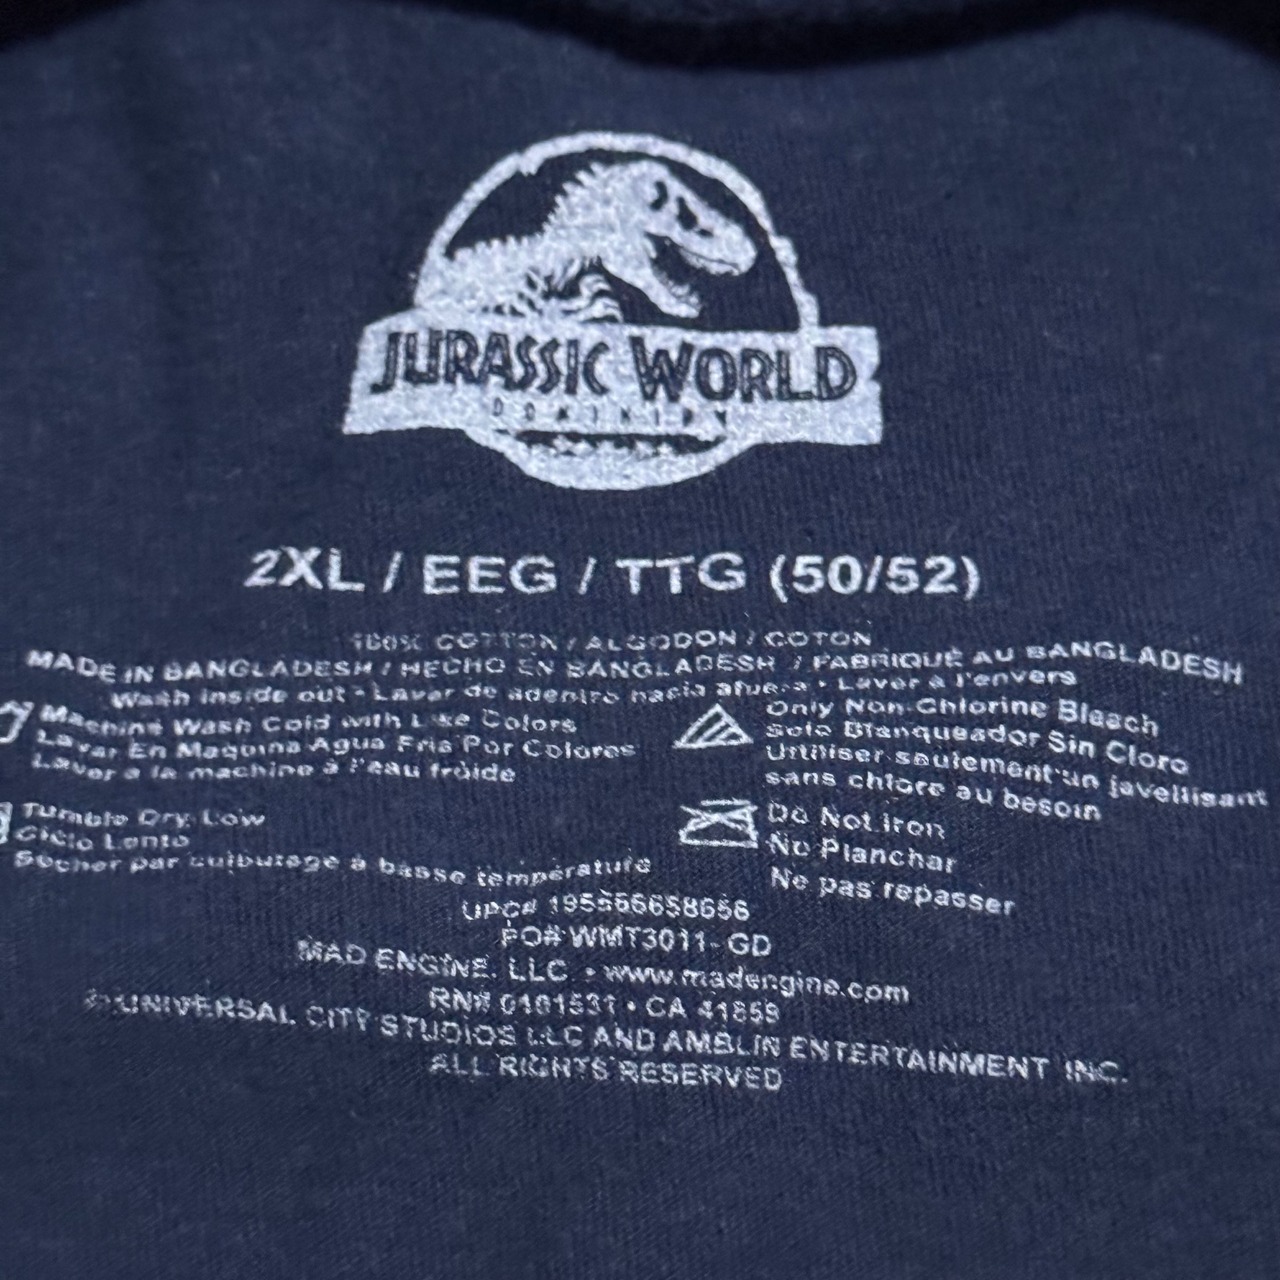 JURASSIC WORLD
DOMINION
2XL / EEG / TTG (50/52)
100% COTTON / ALGODON / COTON
MADE IN BANGLADESH / HECHO EN BANGLADESH / FABRIQUÉ AU BANGLADESH
Wash inside out • Lavar de adentro hacia afuera • Laver à l'envers
Machine Wash Cold with Like Colors
Lavar En Maquina Agua Fria Por Colores
Laver à la machine à l'eau froide
Only Non-Chlorine Bleach
Solo Blanqueador Sin Cloro
Utiliser seulement un javellisant
sans chlore au besoin
Tumble Dry Low
Ciclo Lento
Sécher par culbutage à basse température
Do Not Iron
No Planchar
Ne pas repasser
UPC# 195566658656
PO# WMT3011-GD
MAD ENGINE, LLC. • www.madengine.com
RN# 0101531 • CA 41859
© UNIVERSAL CITY STUDIOS LLC AND AMBLIN ENTERTAINMENT INC.
ALL RIGHTS RESERVED